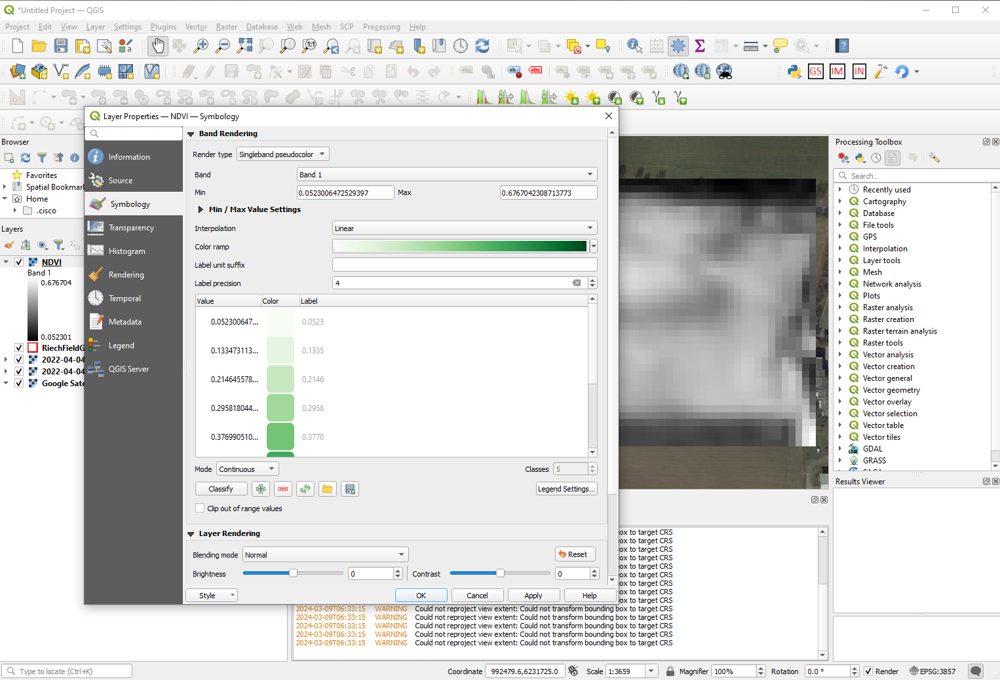 *Untitled Project — QGIS
Project Edit View Layer Settings Plugins Vector Raster Database Web Mesh SCP Processing Help
GS IM IN
Layer Properties — NDVI — Symbology
Browser
Favorites
Spatial Bookmar
Home
.cisco
Layers
NDVI
Band 1
0.676704
0.052301
RiechFieldG
2022-04-04
2022-04-04
Google Sate
Information
Source
Symbology
Transparency
Histogram
Rendering
Temporal
Metadata
Legend
QGIS Server
Band Rendering
Render type Singleband pseudocolor
Band Band 1
Min 0.0523006472529397 Max 0.6767042308713773
Min / Max Value Settings
Interpolation Linear
Color ramp
Label unit suffix
Label precision 4
Value Color Label
0.052300647... 0.0523
0.133473113... 0.1335
0.214645578... 0.2146
0.295818044... 0.2958
0.376990510... 0.3770
Mode Continuous Classes 5
Classify Legend Settings...
Clip out of range values
Layer Rendering
Blending mode Normal Reset
Brightness 0 Contrast 0
Style OK Cancel Apply Help
Processing Toolbox
Search...
Recently used
Cartography
Database
File tools
GPS
Interpolation
Layer tools
Mesh
Network analysis
Plots
Raster analysis
Raster creation
Raster terrain analysis
Raster tools
Vector analysis
Vector creation
Vector general
Vector geometry
Vector overlay
Vector selection
Vector table
Vector tiles
GDAL
GRASS
Results Viewer
ox to target CRS
ox to target CRS
ox to target CRS
ox to target CRS
ox to target CRS
ox to target CRS
ox to target CRS
ox to target CRS
ox to target CRS
2024-03-09T06:33:15 WARNING Could not reproject view extent: Could not transform bounding box to target CRS
2024-03-09T06:33:15 WARNING Could not reproject view extent: Could not transform bounding box to target CRS
2024-03-09T06:33:15 WARNING Could not reproject view extent: Could not transform bounding box to target CRS
2024-03-09T06:33:15 WARNING Could not reproject view extent: Could not transform bounding box to target CRS
2024-03-09T06:33:15 WARNING Could not reproject view extent: Could not transform bounding box to target CRS
Type to locate (Ctrl+K) Coordinate 992479.6,6231725.0 Scale 1:3659 Magnifier 100% Rotation 0.0 ° Render EPSG:3857